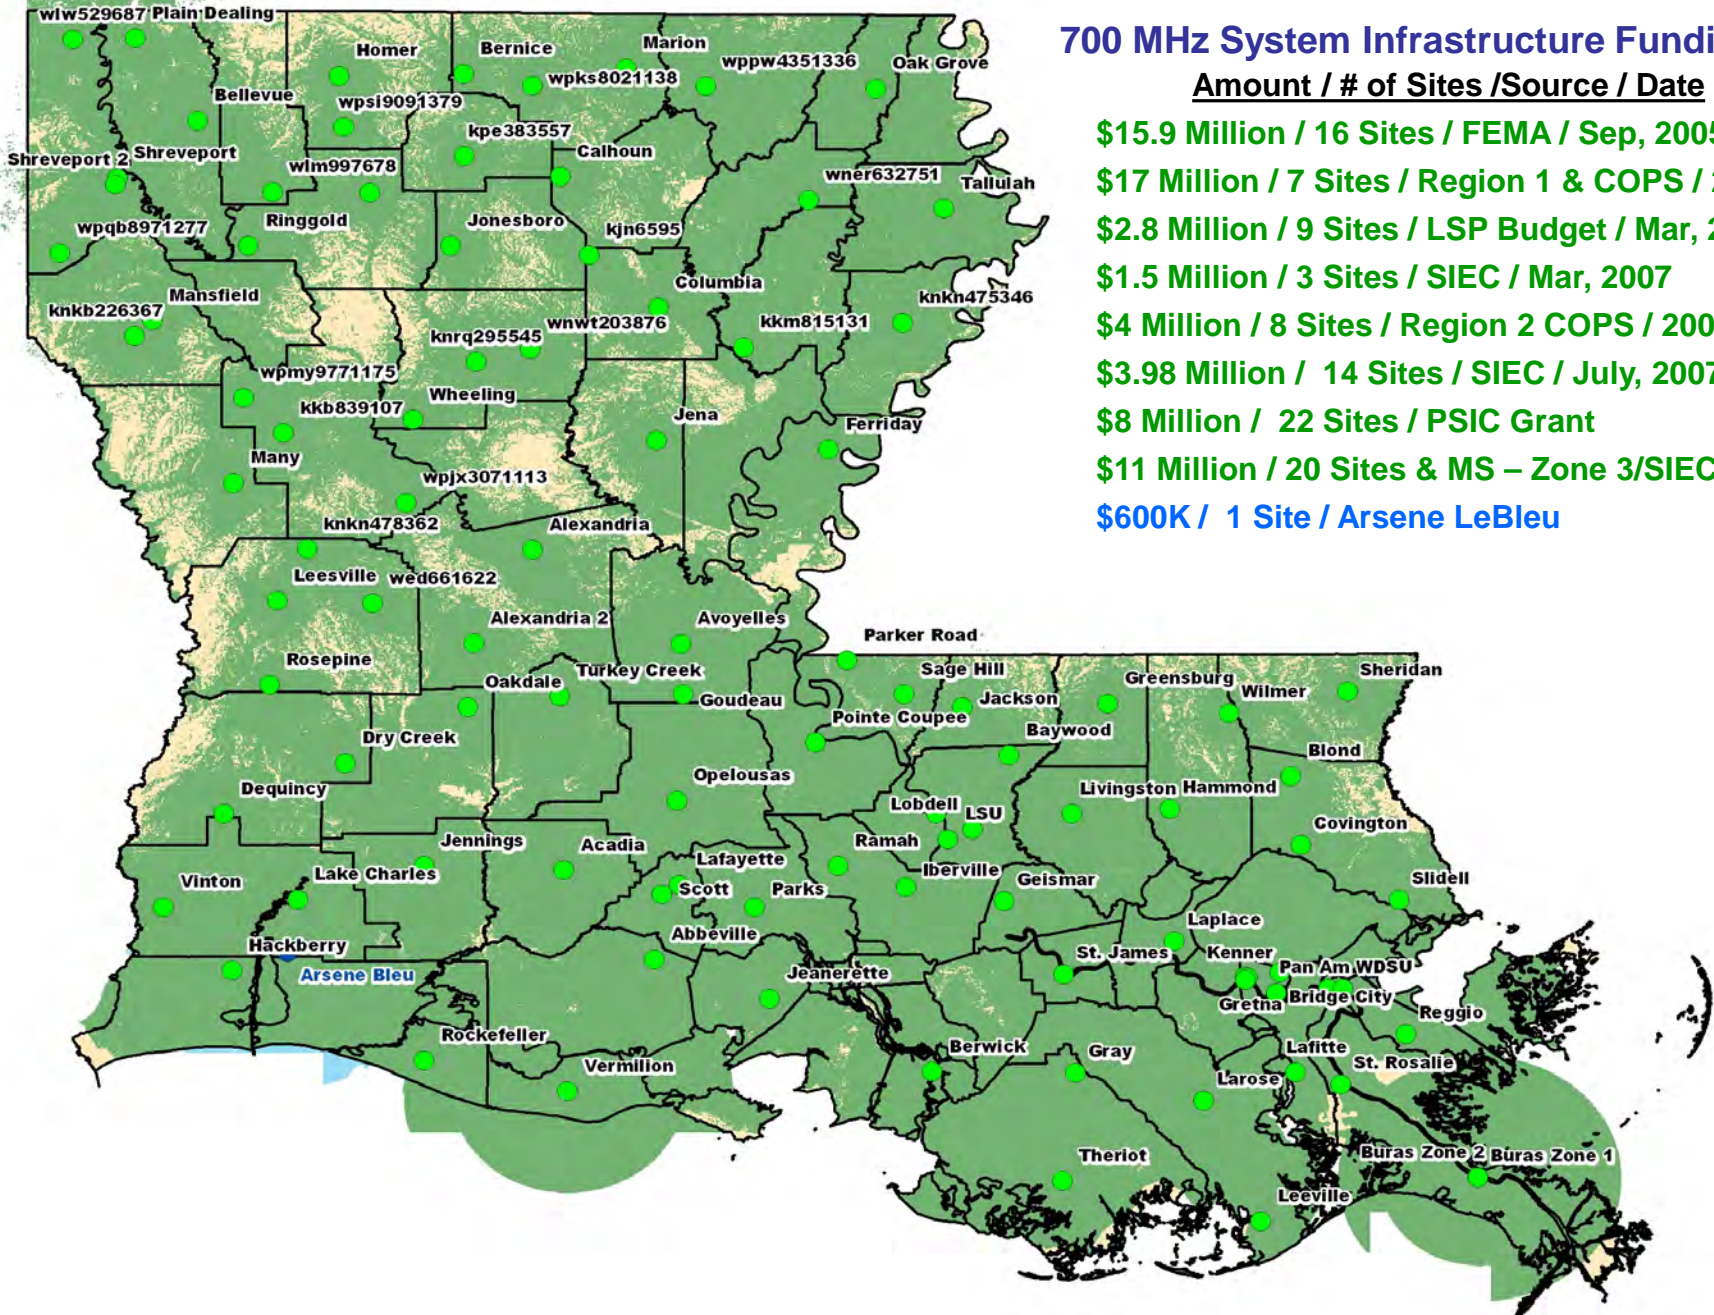 700 MHz System Infrastructure Fundi
Amount / # of Sites /Source / Date
$15.9 Million / 16 Sites / FEMA / Sep, 2005
$17 Million / 7 Sites / Region 1 & COPS / 2
$2.8 Million / 9 Sites / LSP Budget / Mar, 2
$1.5 Million / 3 Sites / SIEC / Mar, 2007
$4 Million / 8 Sites / Region 2 COPS / 200
$3.98 Million / 14 Sites / SIEC / July, 2007
$8 Million / 22 Sites / PSIC Grant
$11 Million / 20 Sites & MS – Zone 3/SIEC
$600K / 1 Site / Arsene LeBleu
wlw529687 Plain Dealing
Homer
Bernice
Marion
wppw4351336
Oak Grove
wpks8021138
Bellevue
wpsi9091379
kpe383557
Calhoun
Shreveport 2
Shreveport
wlm997678
wner632751
Tallulah
wpqb8971277
Ringgold
Jonesboro
kjn6595
Columbia
Mansfield
knkb226367
knrq295545
wnwt203876
kkm815131
knkn475346
wpmy9771175
Wheeling
kkb839107
Jena
Ferriday
Many
wpjx3071113
knkn478362
Alexandria
Leesville
wed661622
Alexandria 2
Avoyelles
Parker Road
Rosepine
Oakdale
Turkey Creek
Goudeau
Sage Hill
Jackson
Greensburg
Wilmer
Sheridan
Pointe Coupee
Baywood
Dry Creek
Blond
Dequincy
Opelousas
Lobdell
LSU
Livingston
Hammond
Covington
Jennings
Acadia
Ramah
Lafayette
Vinton
Lake Charles
Scott
Parks
Iberville
Geismar
Slidell
Abbeville
Laplace
Hackberry
Arsene Bleu
Jeanerette
St. James
Kenner
Pan Am
WDSU
Gretna
Bridge City
Reggio
Rockefeller
Vermilion
Berwick
Gray
Lafitte
St. Rosalie
Larose
Theriot
Buras Zone 2
Buras Zone 1
Leeville